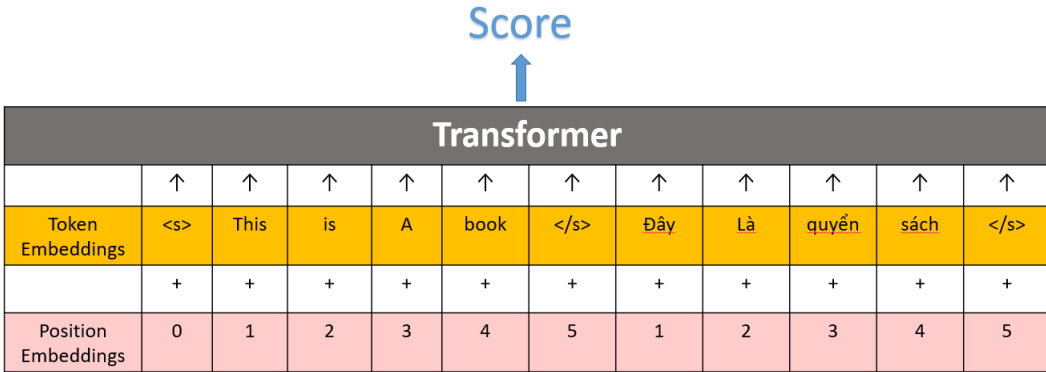 Score
Transformer
↑ ↑ ↑ ↑ ↑ ↑ ↑ ↑ ↑ ↑ ↑
Token Embeddings <s> This is A book </s> Đây Là quyển sách </s>
+ + + + + + + + + + +
Position Embeddings 0 1 2 3 4 5 1 2 3 4 5